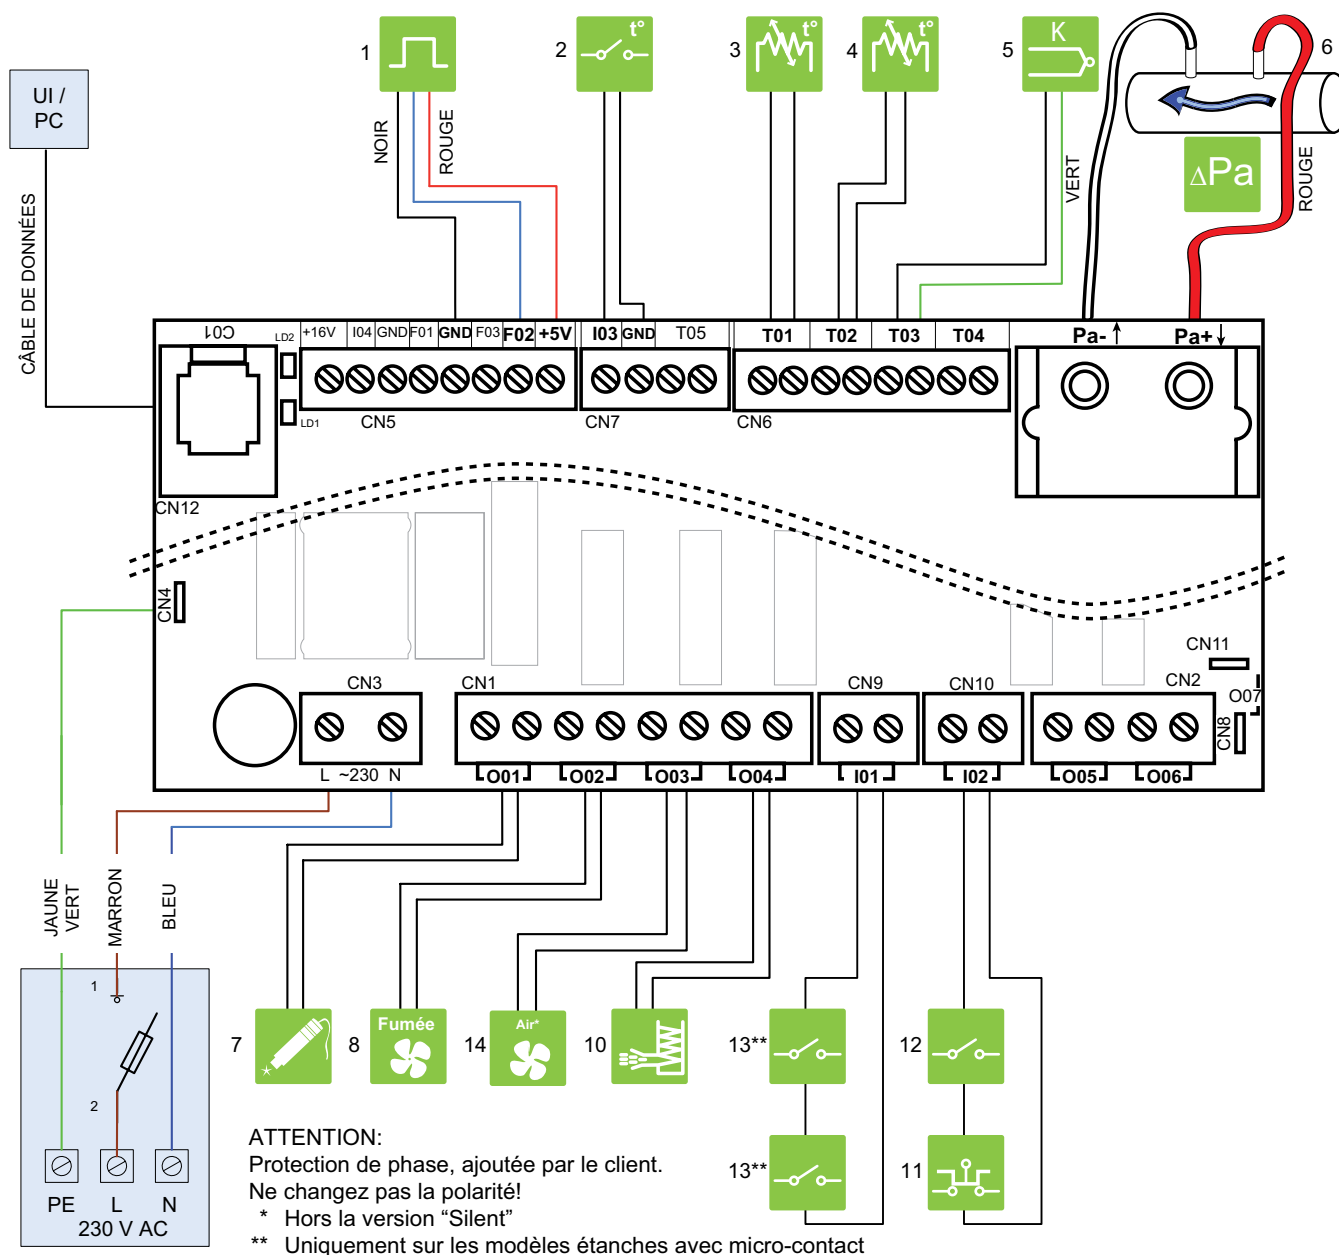 1
2
t°
3
t°
4
t°
5
K
6
UI /
PC
NOIR
ROUGE
VERT
ΔPa
ROUGE
CÂBLE DE DONNÉES
C01
LD2
+16V
I04
GND
F01
GND
F03
F02
+5V
I03
GND
T05
T01
T02
T03
T04
Pa-
Pa+
LD1
CN5
CN7
CN6
CN12
CN4
CN11
CN3
CN1
CN9
CN10
CN2
O07
CN8
L ~230 N
O01
O02
O03
O04
I01
I02
O05
O06
JAUNE
VERT
MARRON
BLEU
1
2
7
8
Fumée
14
Air*
10
13**
12
13**
11
PE
L
N
230 V AC
ATTENTION:
Protection de phase, ajoutée par le client.
Ne changez pas la polarité!
* Hors la version “Silent”
** Uniquement sur les modèles étanches avec micro-contact